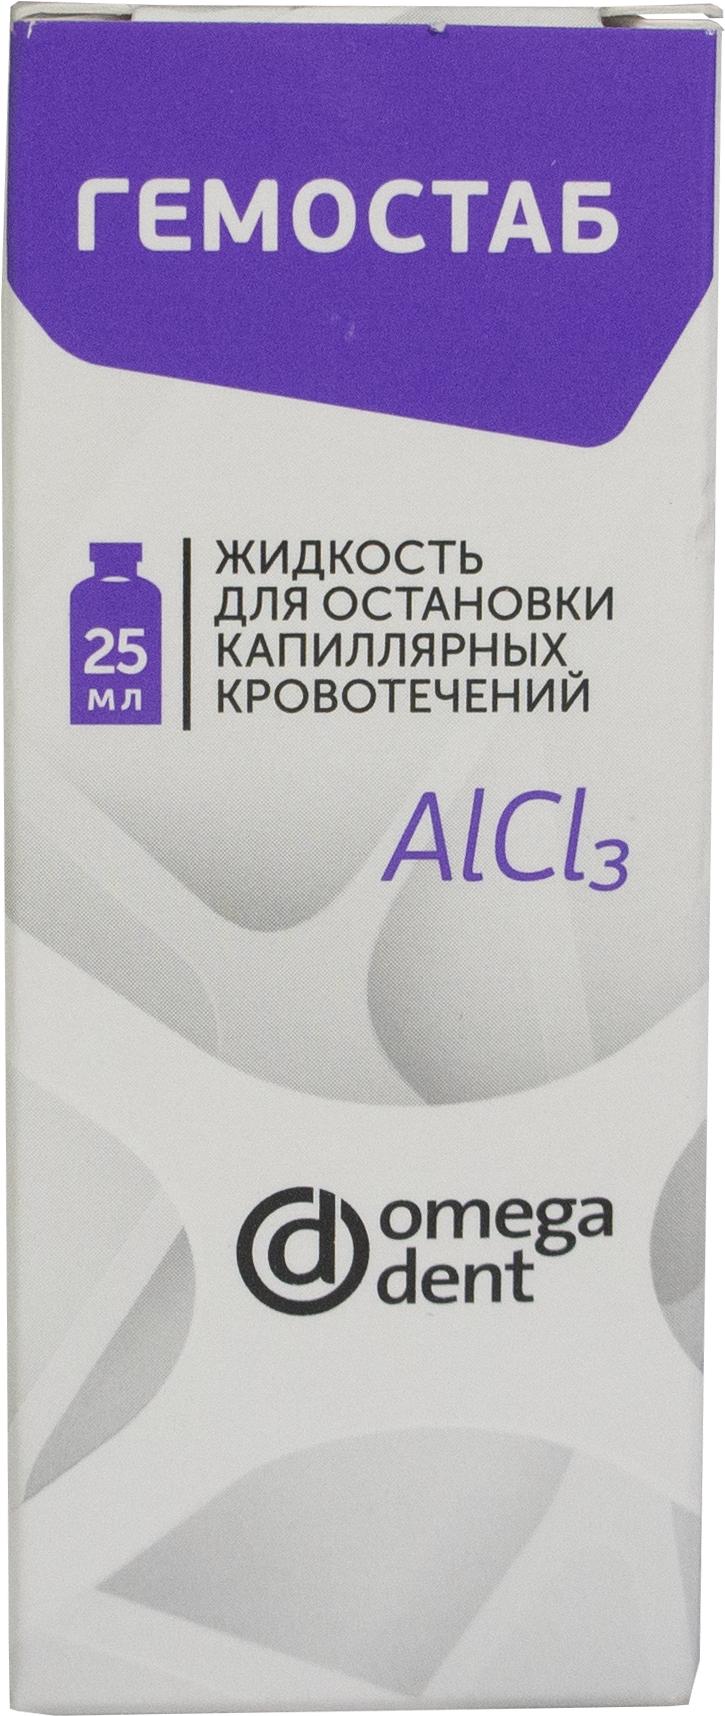 ГЕМОСТАБ
25
МЛ
ЖИДКОСТЬ
ДЛЯ ОСТАНОВКИ
КАПИЛЛЯРНЫХ
КРОВОТЕЧЕНИЙ
AlCl₃
omega
dent